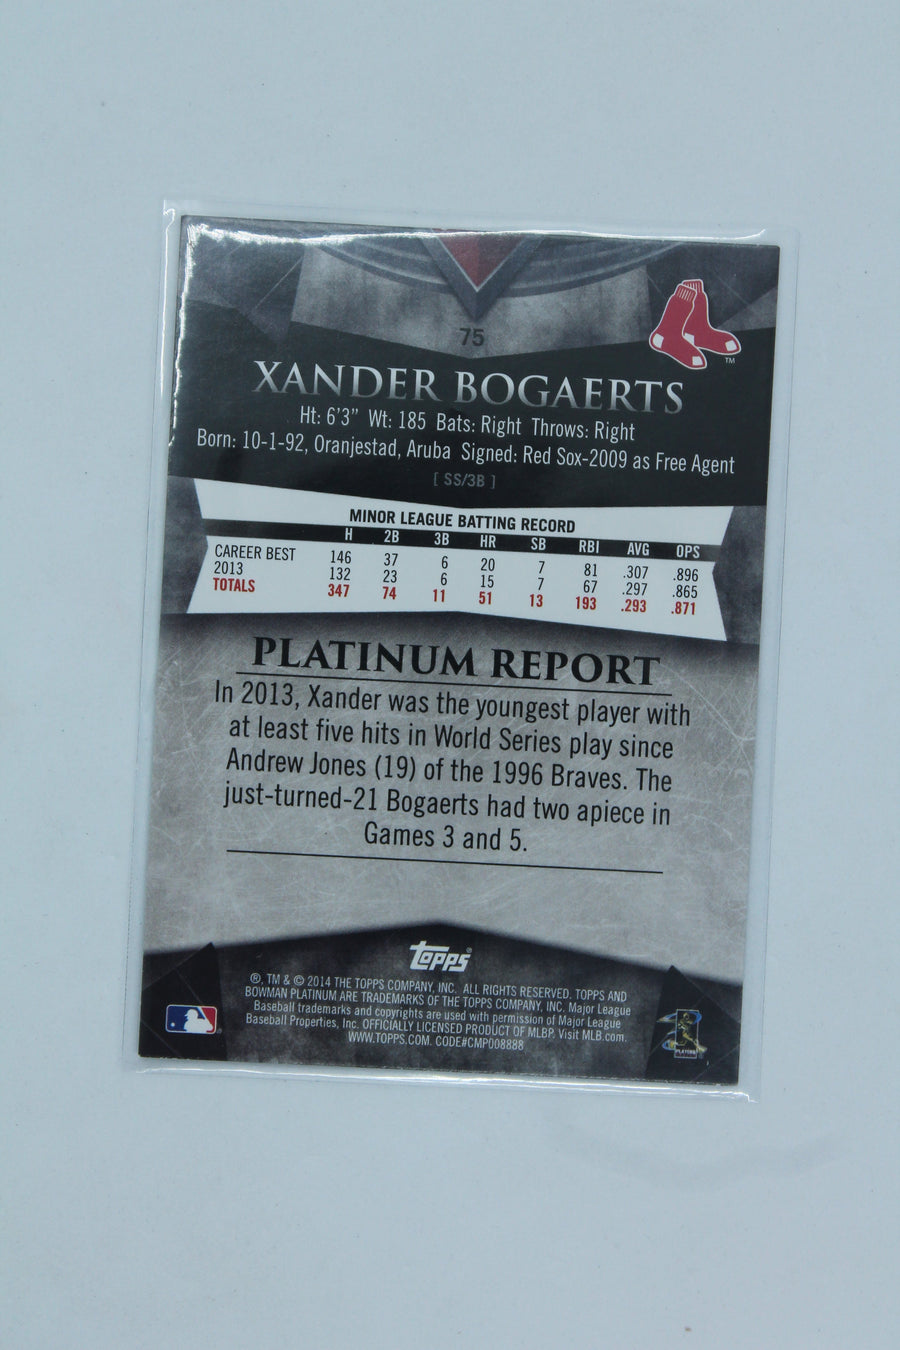 75
TM
XANDER BOGAERTS
Ht: 6'3" Wt: 185 Bats: Right Throws: Right
Born: 10-1-92, Oranjestad, Aruba Signed: Red Sox-2009 as Free Agent
[ SS/3B ]
MINOR LEAGUE BATTING RECORD
H 2B 3B HR SB RBI AVG OPS
CAREER BEST 146 37 6 20 7 81 .307 .896
2013 132 23 6 15 7 67 .297 .865
TOTALS 347 74 11 51 13 193 .293 .871
PLATINUM REPORT
In 2013, Xander was the youngest player with
at least five hits in World Series play since
Andrew Jones (19) of the 1996 Braves. The
just-turned-21 Bogaerts had two apiece in
Games 3 and 5.
topps®
®, TM & © 2014 THE TOPPS COMPANY, INC. ALL RIGHTS RESERVED. TOPPS AND
BOWMAN PLATINUM ARE TRADEMARKS OF THE TOPPS COMPANY, INC. Major League
Baseball trademarks and copyrights are used with permission of Major League
Baseball Properties, Inc. OFFICIALLY LICENSED PRODUCT OF MLBP. Visit MLB.com.
WWW.TOPPS.COM. CODE#CMP008888
PLAYERS